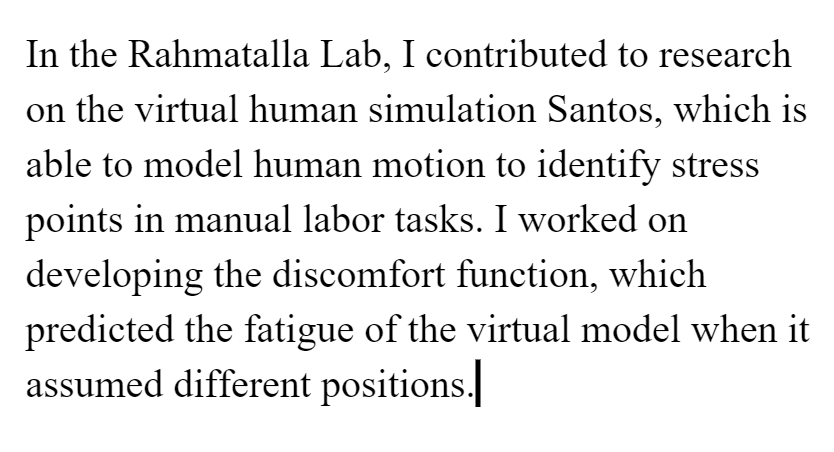 In the Rahmatalla Lab, I contributed to research
on the virtual human simulation Santos, which is
able to model human motion to identify stress
points in manual labor tasks. I worked on
developing the discomfort function, which
predicted the fatigue of the virtual model when it
assumed different positions.